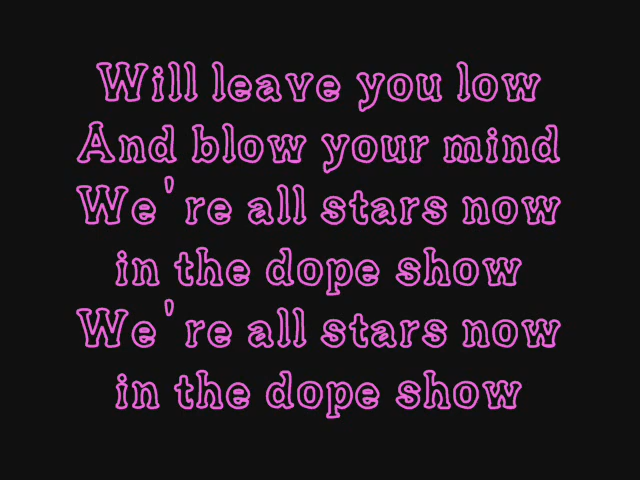 Will leave you low
And blow your mind
We're all stars now
in the dope show
We're all stars now
in the dope show